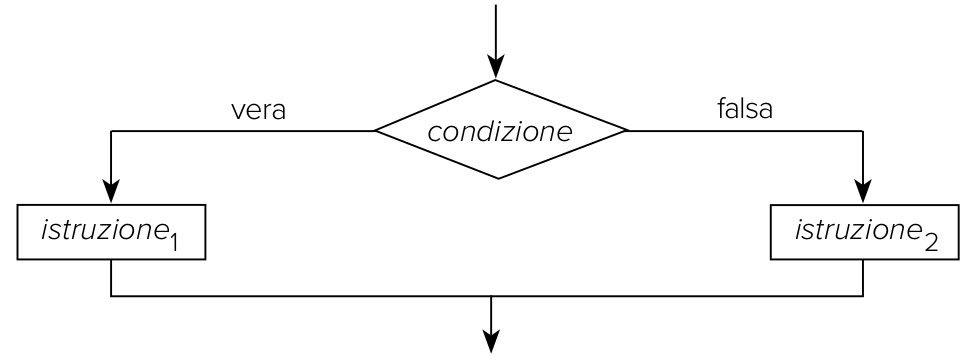 vera
falsa
condizione
istruzione₁
istruzione₂